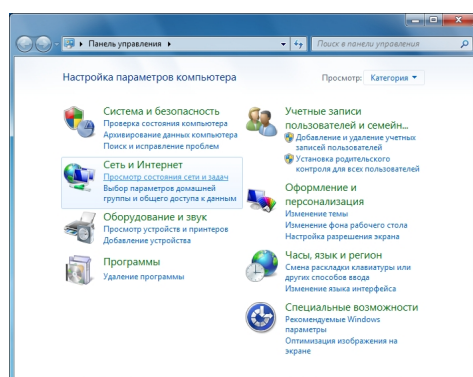 Панель управления
Поиск в панели управления
Настройка параметров компьютера
Просмотр: Категория
Система и безопасность
Проверка состояния компьютера
Архивирование данных компьютера
Поиск и исправление проблем
Сеть и Интернет
Просмотр состояния сети и задач
Выбор параметров домашней
группы и общего доступа к данным
Оборудование и звук
Просмотр устройств и принтеров
Добавление устройства
Программы
Удаление программы
Учетные записи
пользователей и семейн...
Добавление и удаление учетных
записей пользователей
Установка родительского
контроля для всех пользователей
Оформление и
персонализация
Изменение темы
Изменение фона рабочего стола
Настройка разрешения экрана
Часы, язык и регион
Смена раскладки клавиатуры или
других способов ввода
Изменение языка интерфейса
Специальные возможности
Рекомендуемые Windows
параметры
Оптимизация изображения на
экране